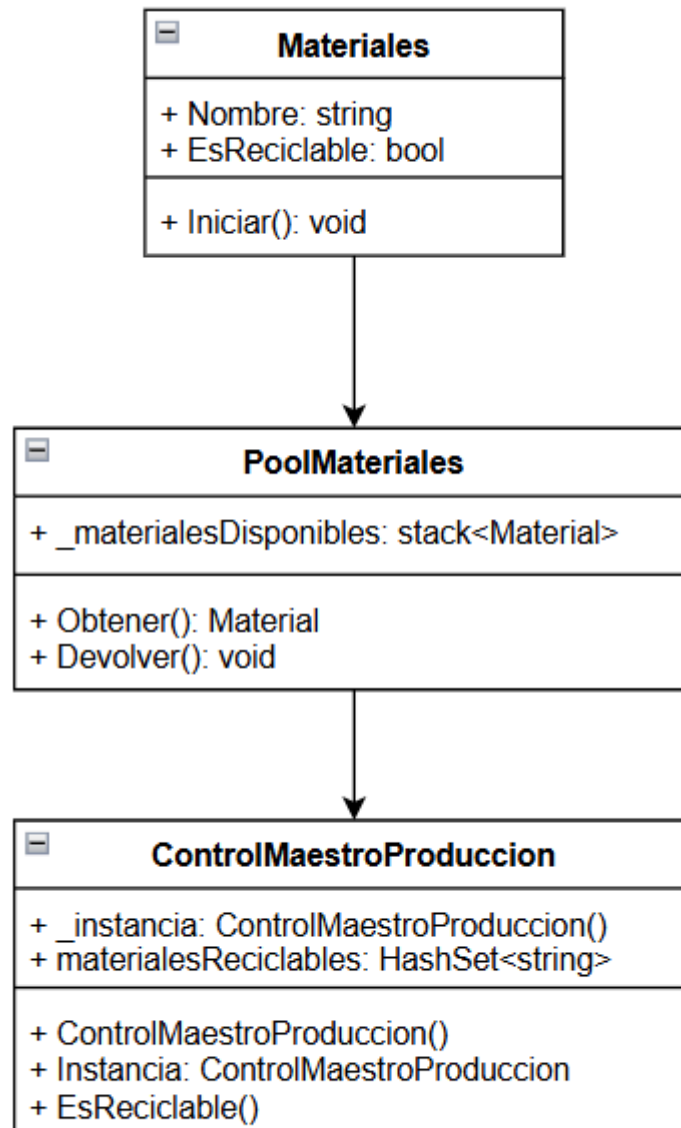 Materiales
+ Nombre: string
+ EsReciclable: bool
+ Iniciar(): void
PoolMateriales
+ _materialesDisponibles: stack<Material>
+ Obtener(): Material
+ Devolver(): void
ControlMaestroProduccion
+ _instancia: ControlMaestroProduccion()
+ materialesReciclables: HashSet<string>
+ ControlMaestroProduccion()
+ Instancia: ControlMaestroProduccion
+ EsReciclable()